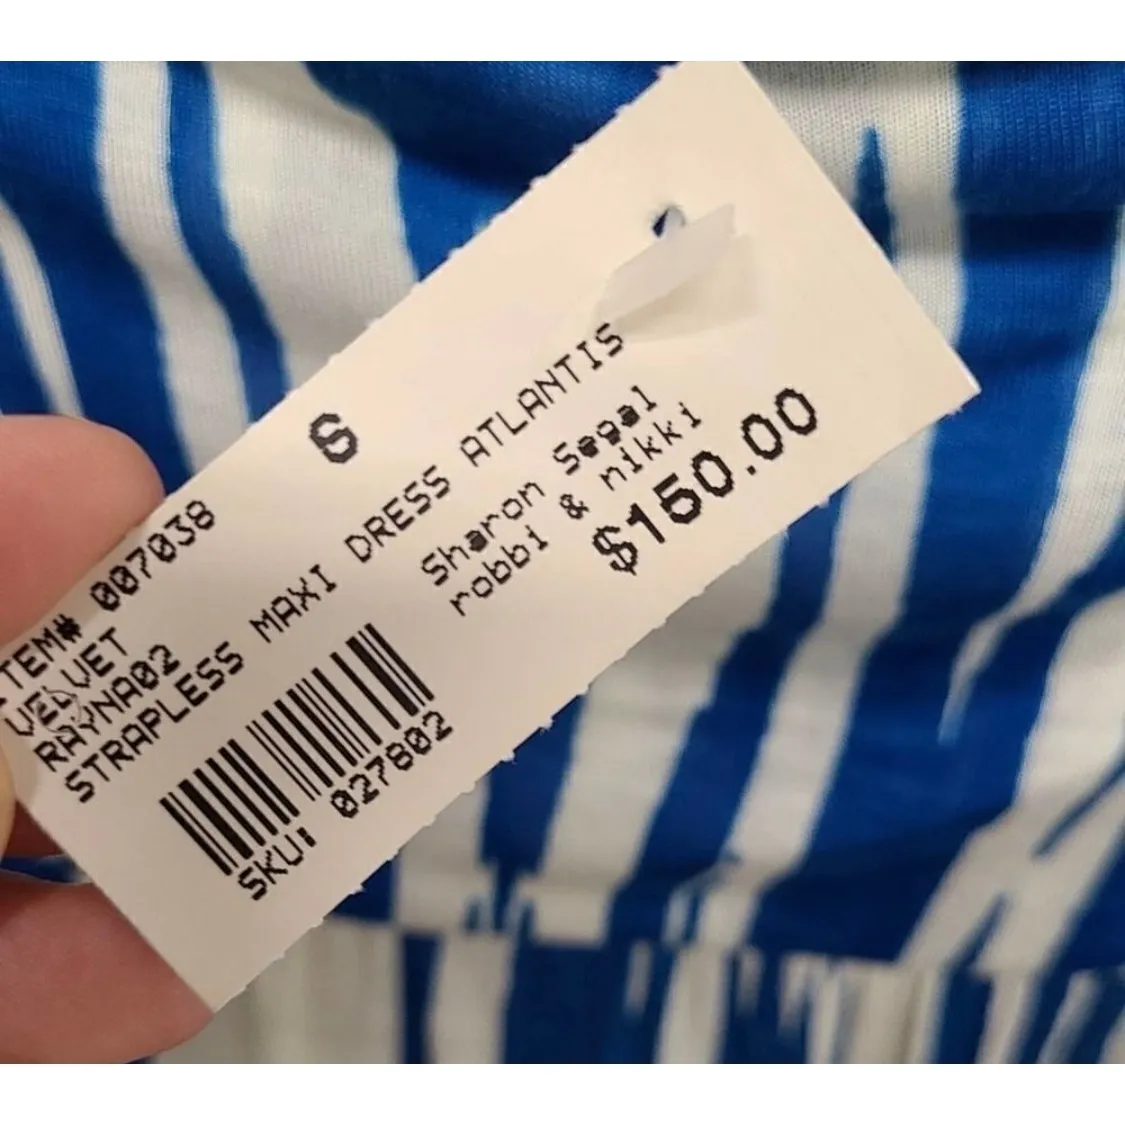 S
ITEM# 007038
VELVET
RAYNA02
STRAPLESS MAXI DRESS ATLANTIS
Sharon Segal
robbi & nikki
$150.00
SKU: 027802